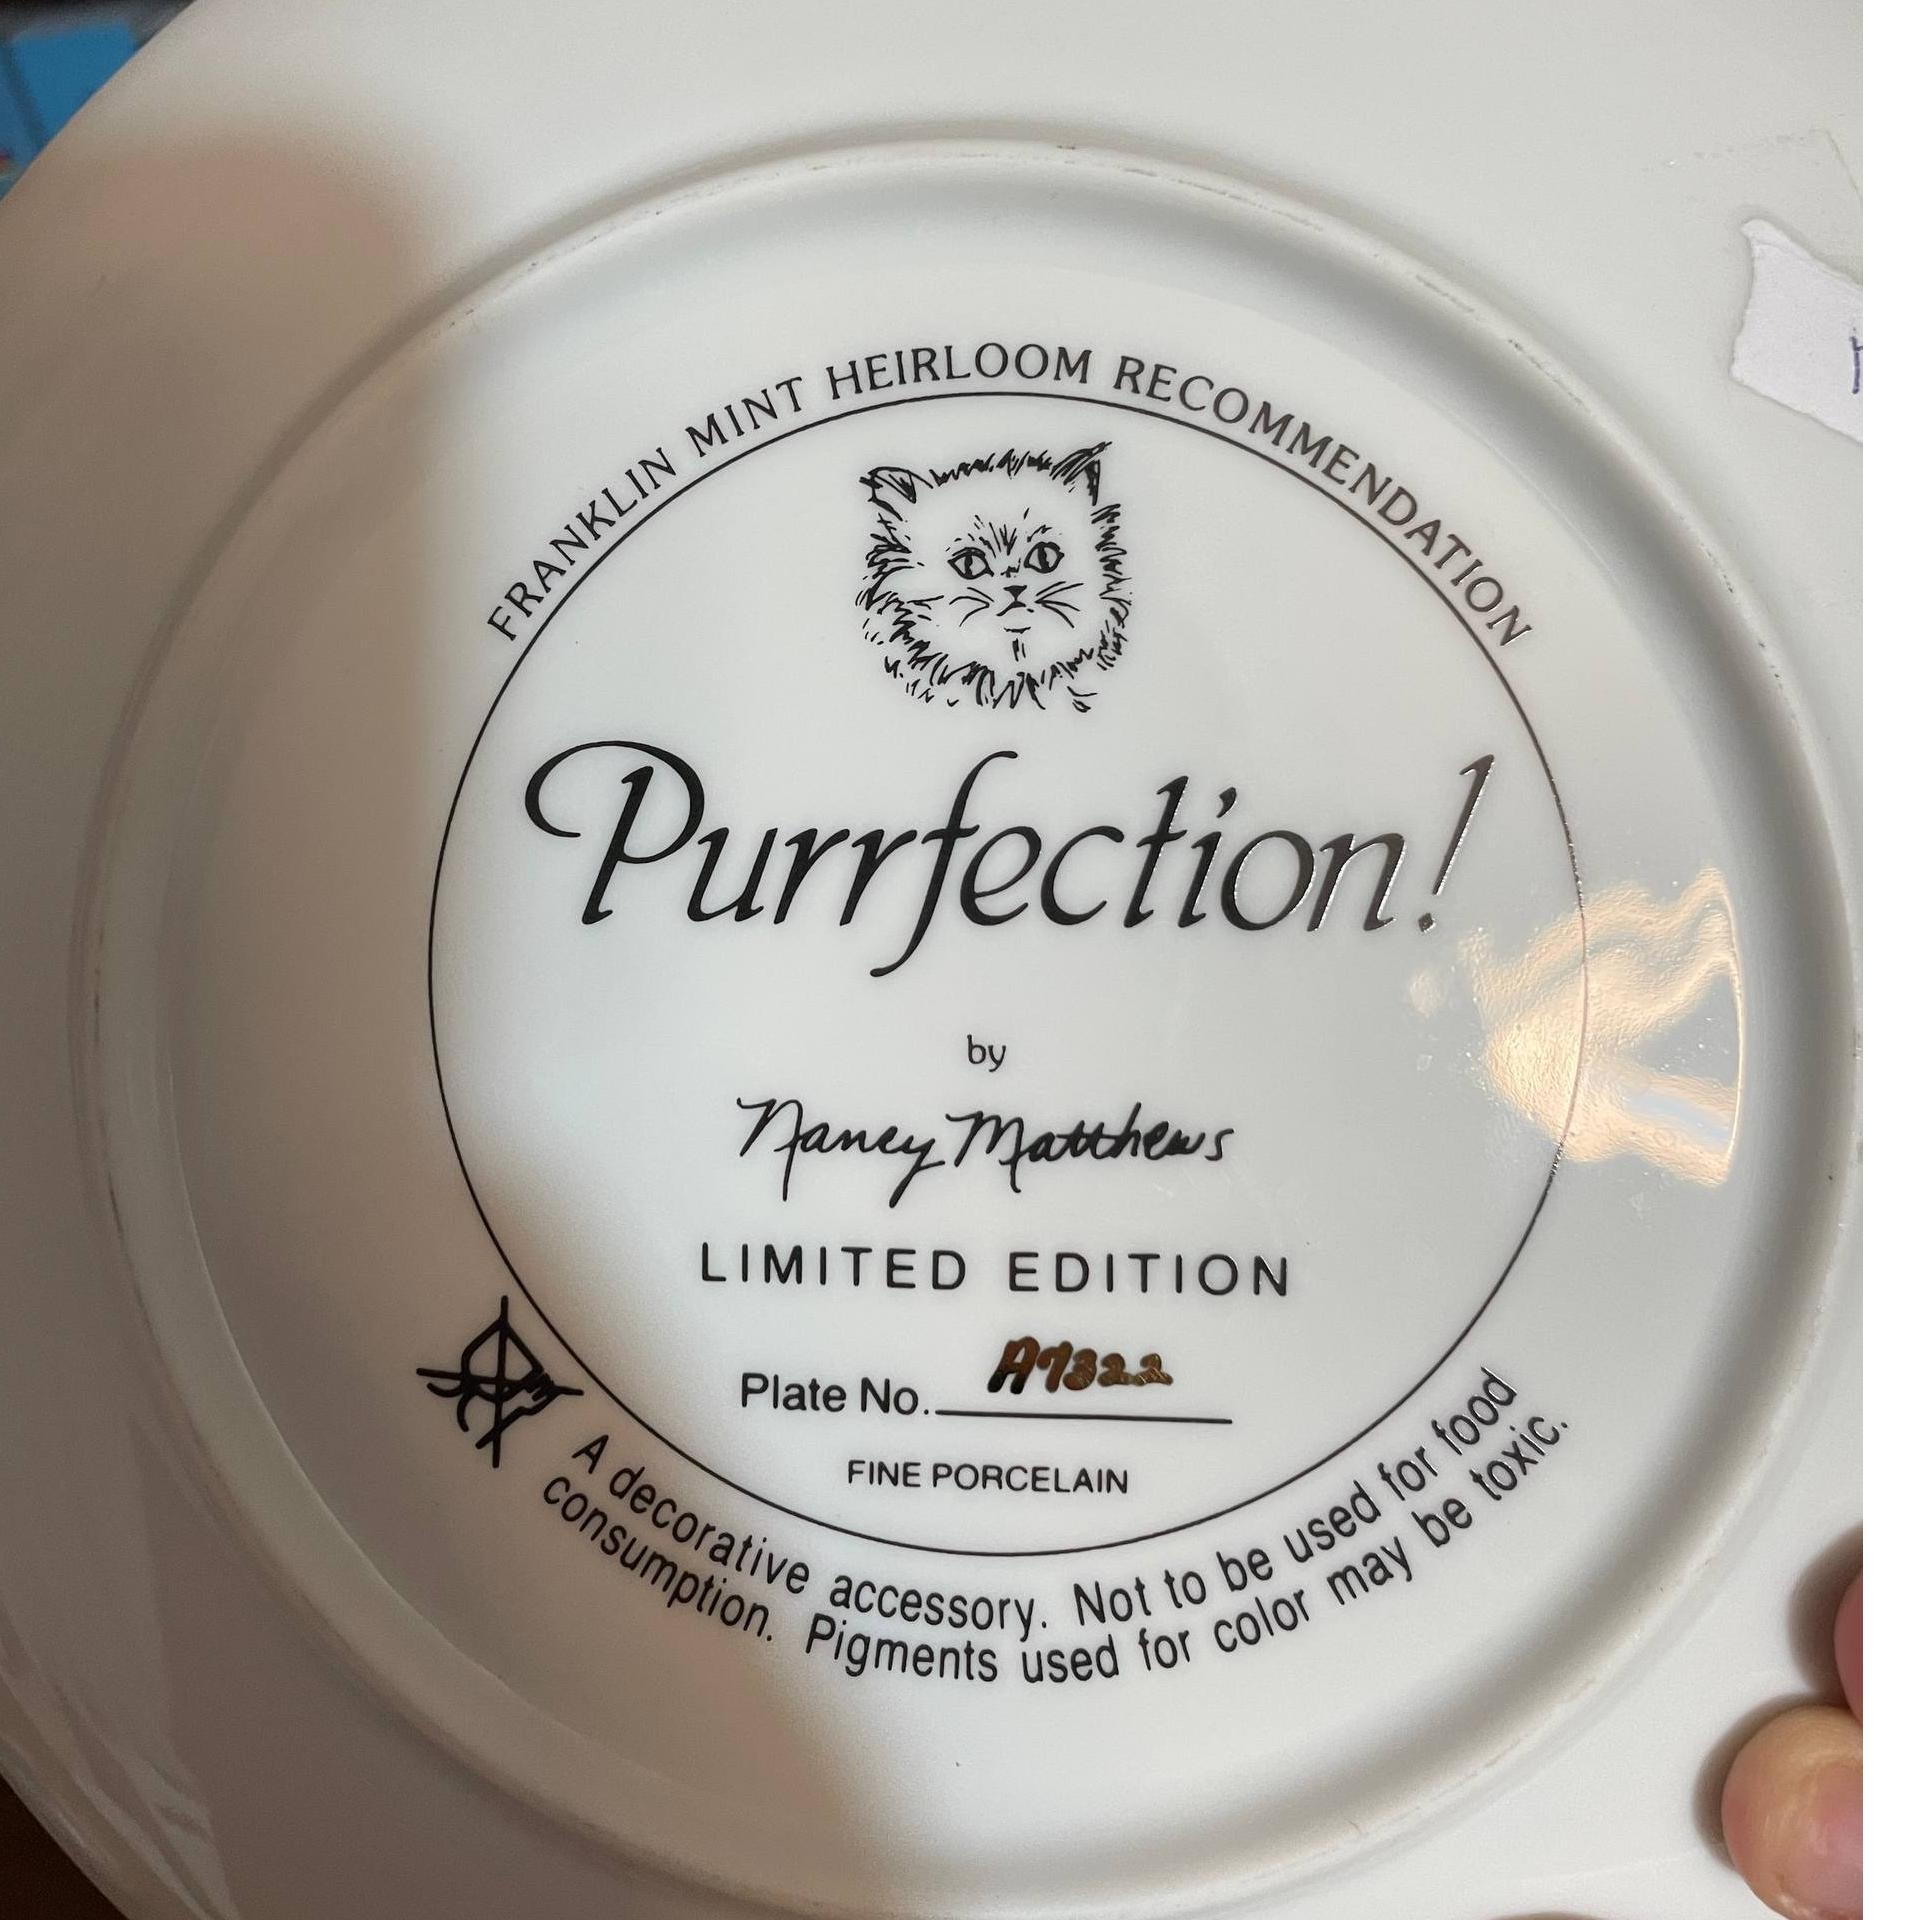 FRANKLIN MINT HEIRLOOM RECOMMENDATION
Purrfection!
by
Nancy Matthews
LIMITED EDITION
Plate No. A7322
FINE PORCELAIN
A decorative accessory. Not to be used for food
consumption. Pigments used for color may be toxic.